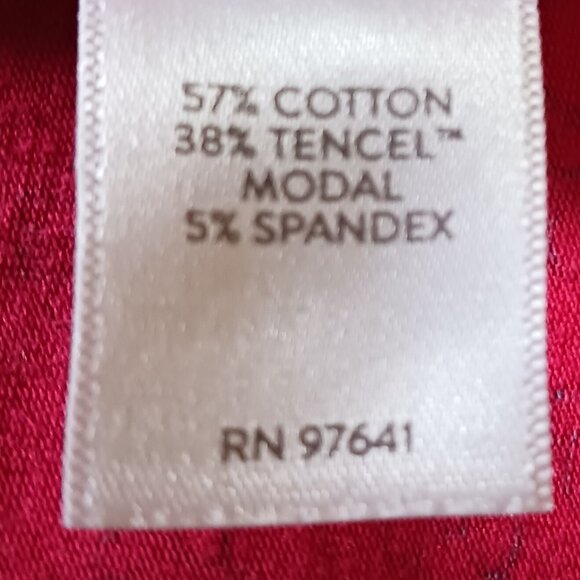 57% COTTON
38% TENCEL™
MODAL
5% SPANDEX
RN 97641